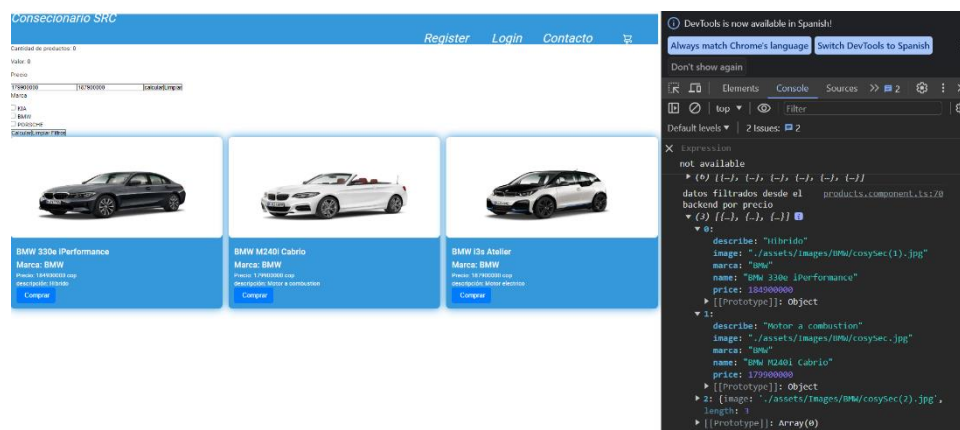 Consecionario SRC
Register Login Contacto
Cantidad de productos: 0
Valor: 0
Precio
179900000 187900000 calcular Limpiar
Marca
KIA
BMW
PORSCHE
Calcular Limpiar Filtros
BMW 330e iPerformance
Marca: BMW
Precio: 184900000 cop
descripción: Hibrido
Comprar
BMW M240i Cabrio
Marca: BMW
Precio: 179900000 cop
descripción: Motor a combustion
Comprar
BMW i3s Atelier
Marca: BMW
Precio: 187900000 cop
descripción: Motor electrico
Comprar
DevTools is now available in Spanish!
Always match Chrome's language Switch DevTools to Spanish
Don't show again
Elements Console Sources 2
top Filter
Default levels 2 Issues: 2
Expression
not available
(6) [{…}, {…}, {…}, {…}, {…}, {…}]
datos filtrados desde el products.component.ts:70
backend por precio
(3) [{…}, {…}, {…}]
0:
describe: "Hibrido"
image: "./assets/Images/BMW/cosySec(1).jpg"
marca: "BMW"
name: "BMW 330e iPerformance"
price: 184900000
[[Prototype]]: Object
1:
describe: "Motor a combustion"
image: "./assets/Images/BMW/cosySec.jpg"
marca: "BMW"
name: "BMW M240i Cabrio"
price: 179900000
[[Prototype]]: Object
2: {image: './assets/Images/BMW/cosySec(2).jpg',
length: 3
[[Prototype]]: Array(0)